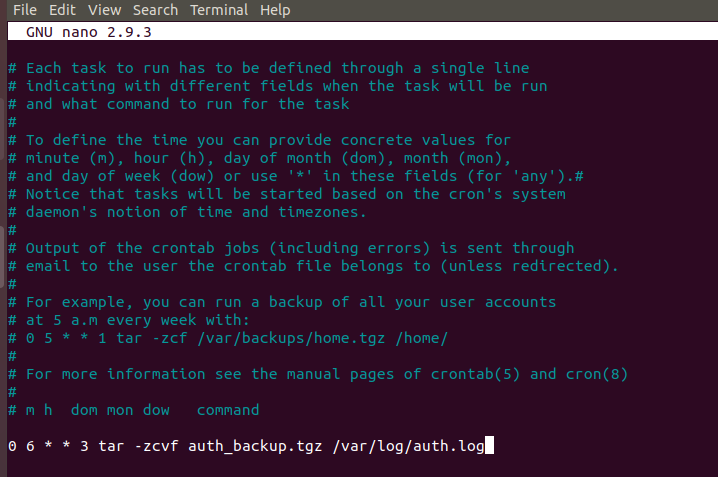 File Edit View Search Terminal Help
GNU nano 2.9.3
# Each task to run has to be defined through a single line
# indicating with different fields when the task will be run
# and what command to run for the task
#
# To define the time you can provide concrete values for
# minute (m), hour (h), day of month (dom), month (mon),
# and day of week (dow) or use '*' in these fields (for 'any').#
# Notice that tasks will be started based on the cron's system
# daemon's notion of time and timezones.
#
# Output of the crontab jobs (including errors) is sent through
# email to the user the crontab file belongs to (unless redirected).
#
# For example, you can run a backup of all your user accounts
# at 5 a.m every week with:
# 0 5 * * 1 tar -zcf /var/backups/home.tgz /home/
#
# For more information see the manual pages of crontab(5) and cron(8)
#
# m h  dom mon dow   command
0 6 * * 3 tar -zcvf auth_backup.tgz /var/log/auth.log